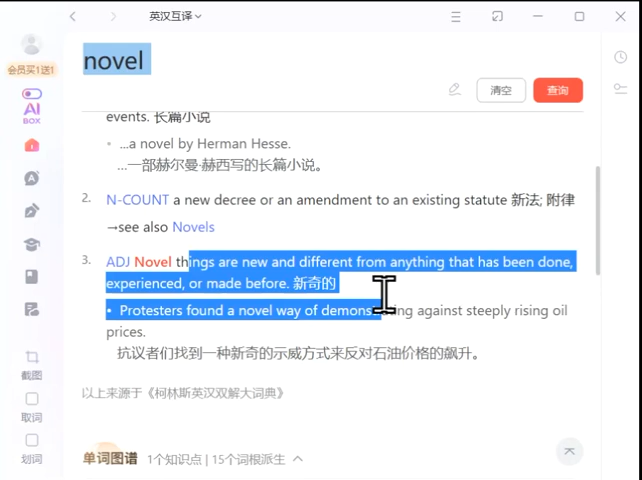 英汉互译
会员买1送1
novel
AI
BOX
清空
查询
events. 长篇小说
...a novel by Herman Hesse.
...一部赫尔曼·赫西写的长篇小说。
2. N-COUNT a new decree or an amendment to an existing statute 新法; 附律
→see also Novels
3. ADJ Novel things are new and different from anything that has been done,
experienced, or made before. 新奇的
• Protesters found a novel way of demonstrating against steeply rising oil
prices.
抗议者们找到一种新奇的示威方式来反对石油价格的飙升。
截图
以上来源于《柯林斯英汉双解大词典》
取词
划词
单词图谱 1个知识点 | 15个词根派生